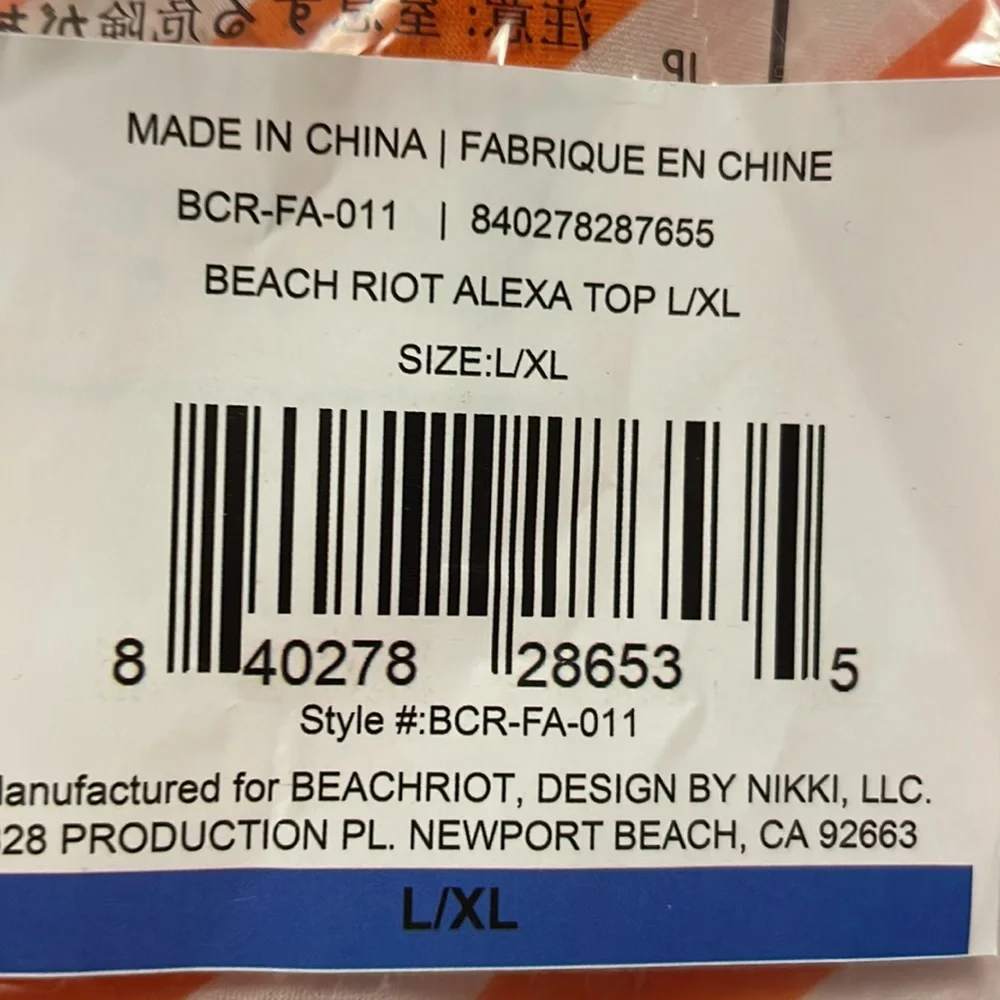 MADE IN CHINA | FABRIQUE EN CHINE
BCR-FA-011 | 840278287655
BEACH RIOT ALEXA TOP L/XL
SIZE:L/XL
8 40278 28653 5
Style #:BCR-FA-011
anufactured for BEACHRIOT, DESIGN BY NIKKI, LLC.
28 PRODUCTION PL. NEWPORT BEACH, CA 92663
L/XL